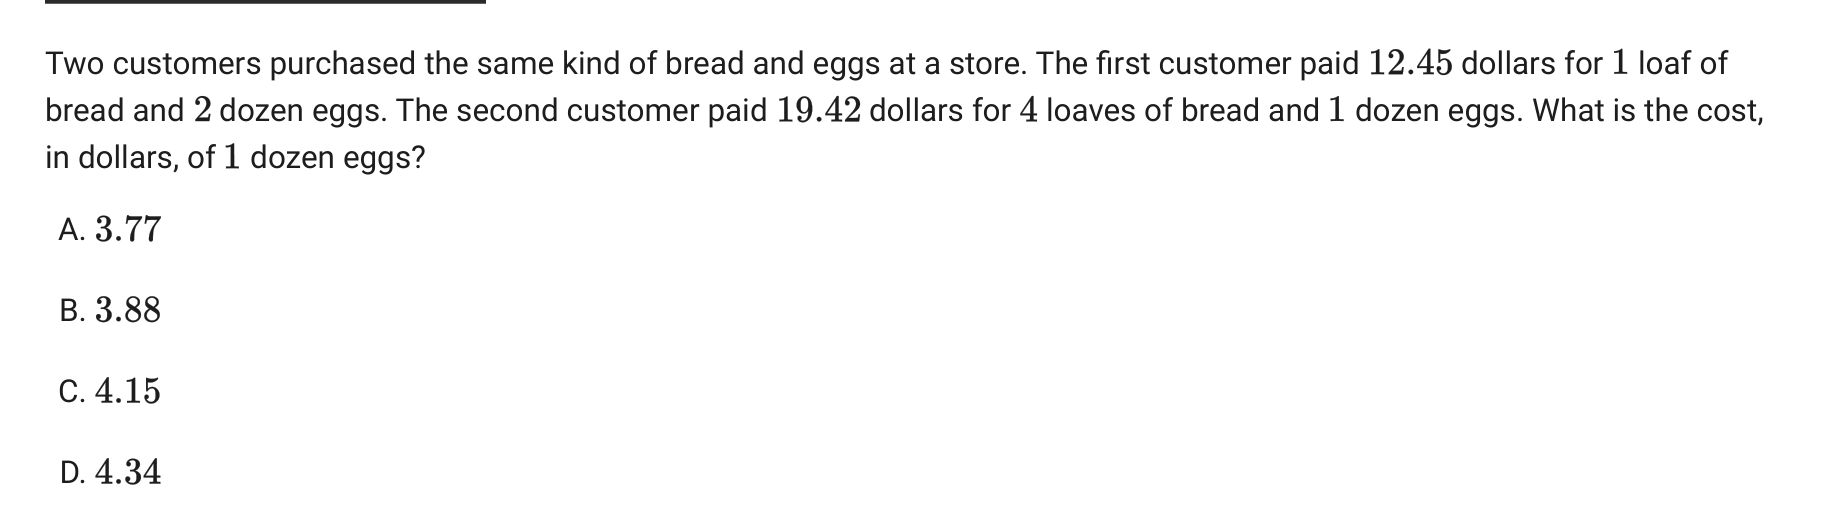 Two customers purchased the same kind of bread and eggs at a store. The first customer paid 12.45 dollars for 1 loaf of
bread and 2 dozen eggs. The second customer paid 19.42 dollars for 4 loaves of bread and 1 dozen eggs. What is the cost,
in dollars, of 1 dozen eggs?
A. 3.77
B. 3.88
C. 4.15
D. 4.34